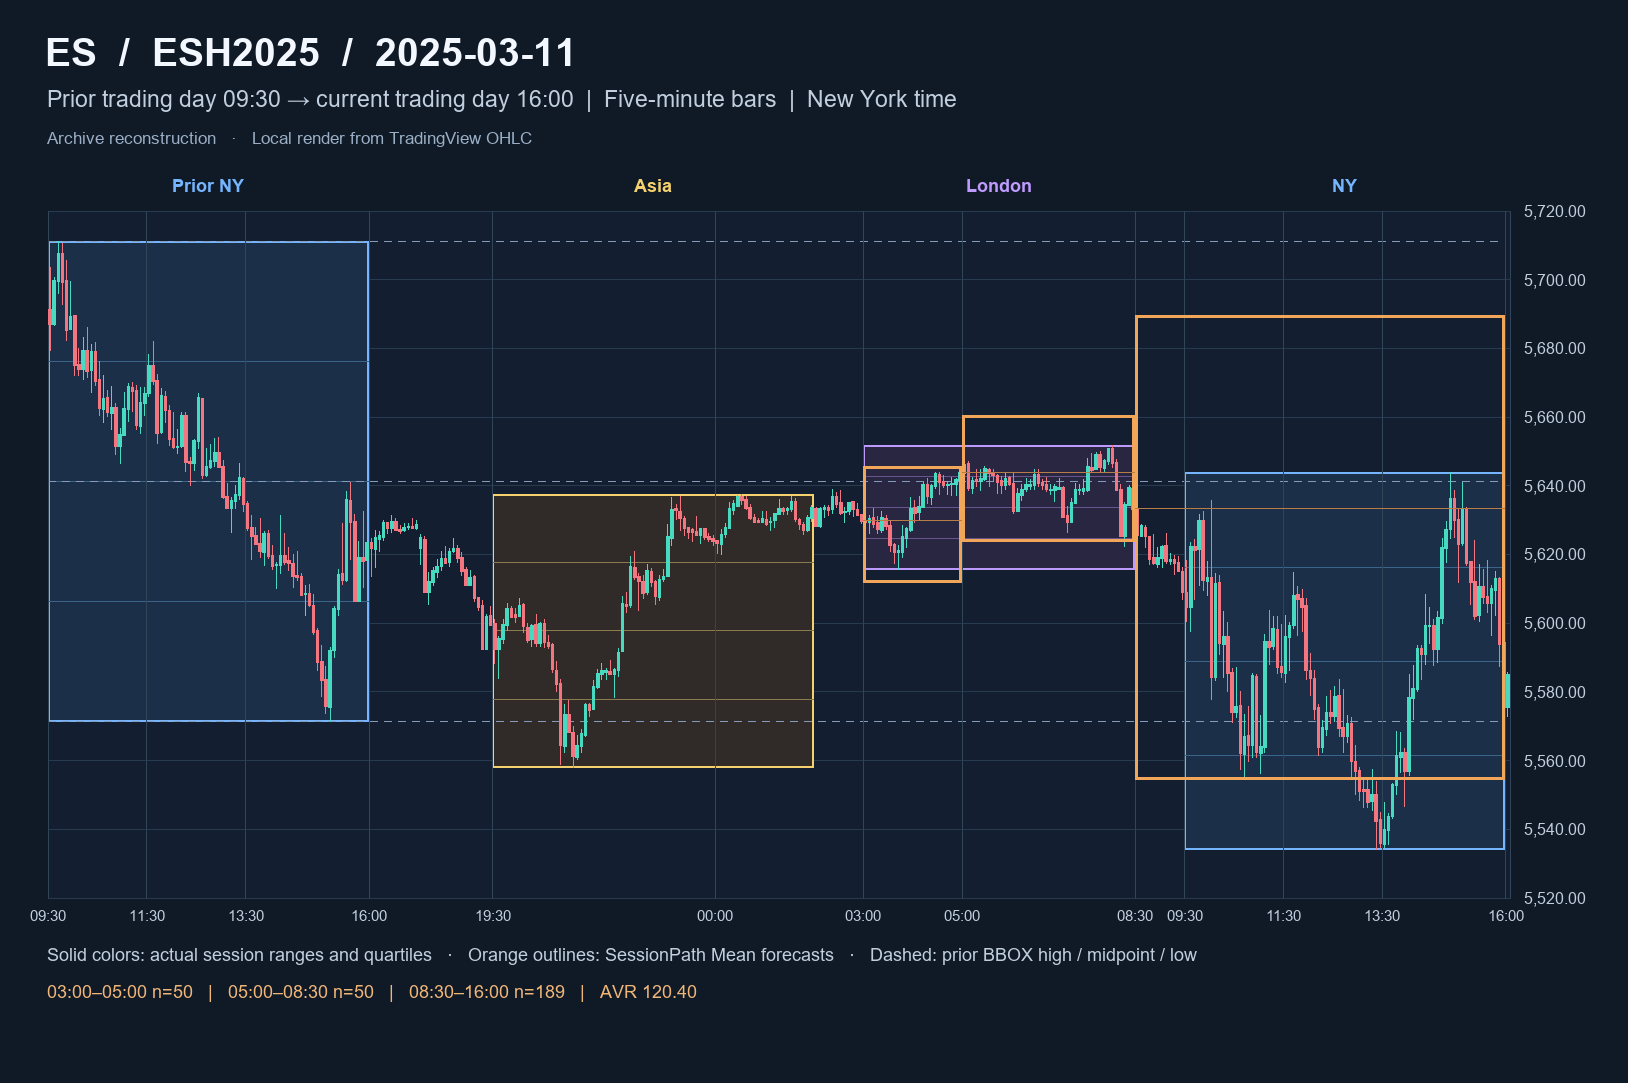 ES / ESH2025 / 2025-03-11
Prior trading day 09:30 → current trading day 16:00 | Five-minute bars | New York time
Archive reconstruction · Local render from TradingView OHLC
Prior NY Asia London NY
5,720.00
5,700.00
5,680.00
5,660.00
5,640.00
5,620.00
5,600.00
5,580.00
5,560.00
5,540.00
5,520.00
09:30 11:30 13:30 16:00 19:30 00:00 03:00 05:00 08:30 09:30 11:30 13:30 16:00
Solid colors: actual session ranges and quartiles · Orange outlines: SessionPath Mean forecasts · Dashed: prior BBOX high / midpoint / low
03:00–05:00 n=50 | 05:00–08:30 n=50 | 08:30–16:00 n=189 | AVR 120.40